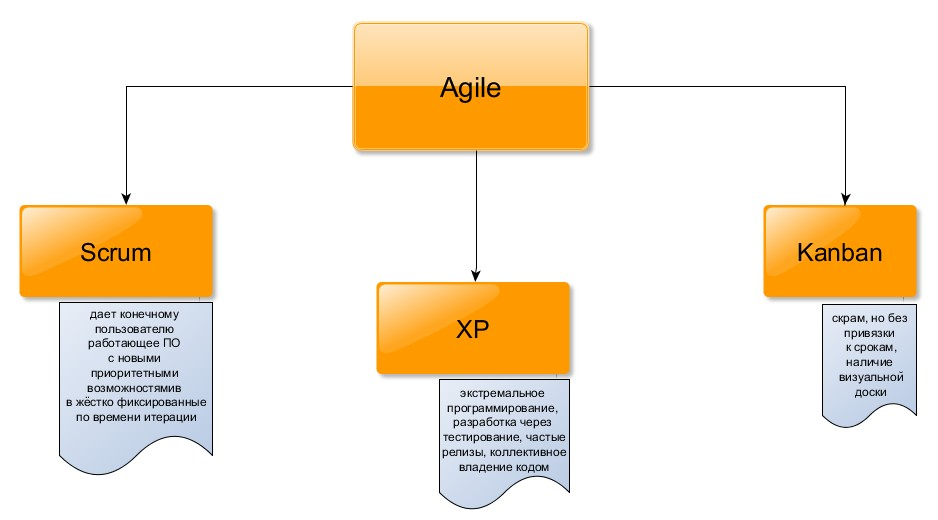 Agile
Scrum
дает конечному
пользователю
работающее ПО
с новыми
приоритетными
возможностямив
в жёстко фиксированные
по времени итерации
XP
экстремальное
программирование,
разработка через
тестирование, частые
релизы, коллективное
владение кодом
Kanban
скрам, но без
привязки
к срокам,
наличие
визуальной
доски